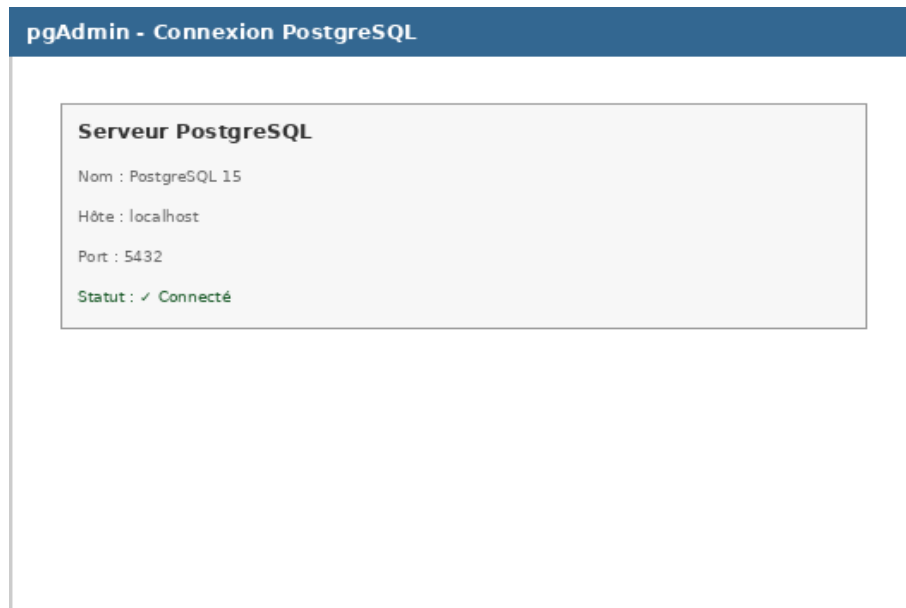 pgAdmin - Connexion PostgreSQL
Serveur PostgreSQL
Nom : PostgreSQL 15
Hôte : localhost
Port : 5432
Statut : ✓ Connecté